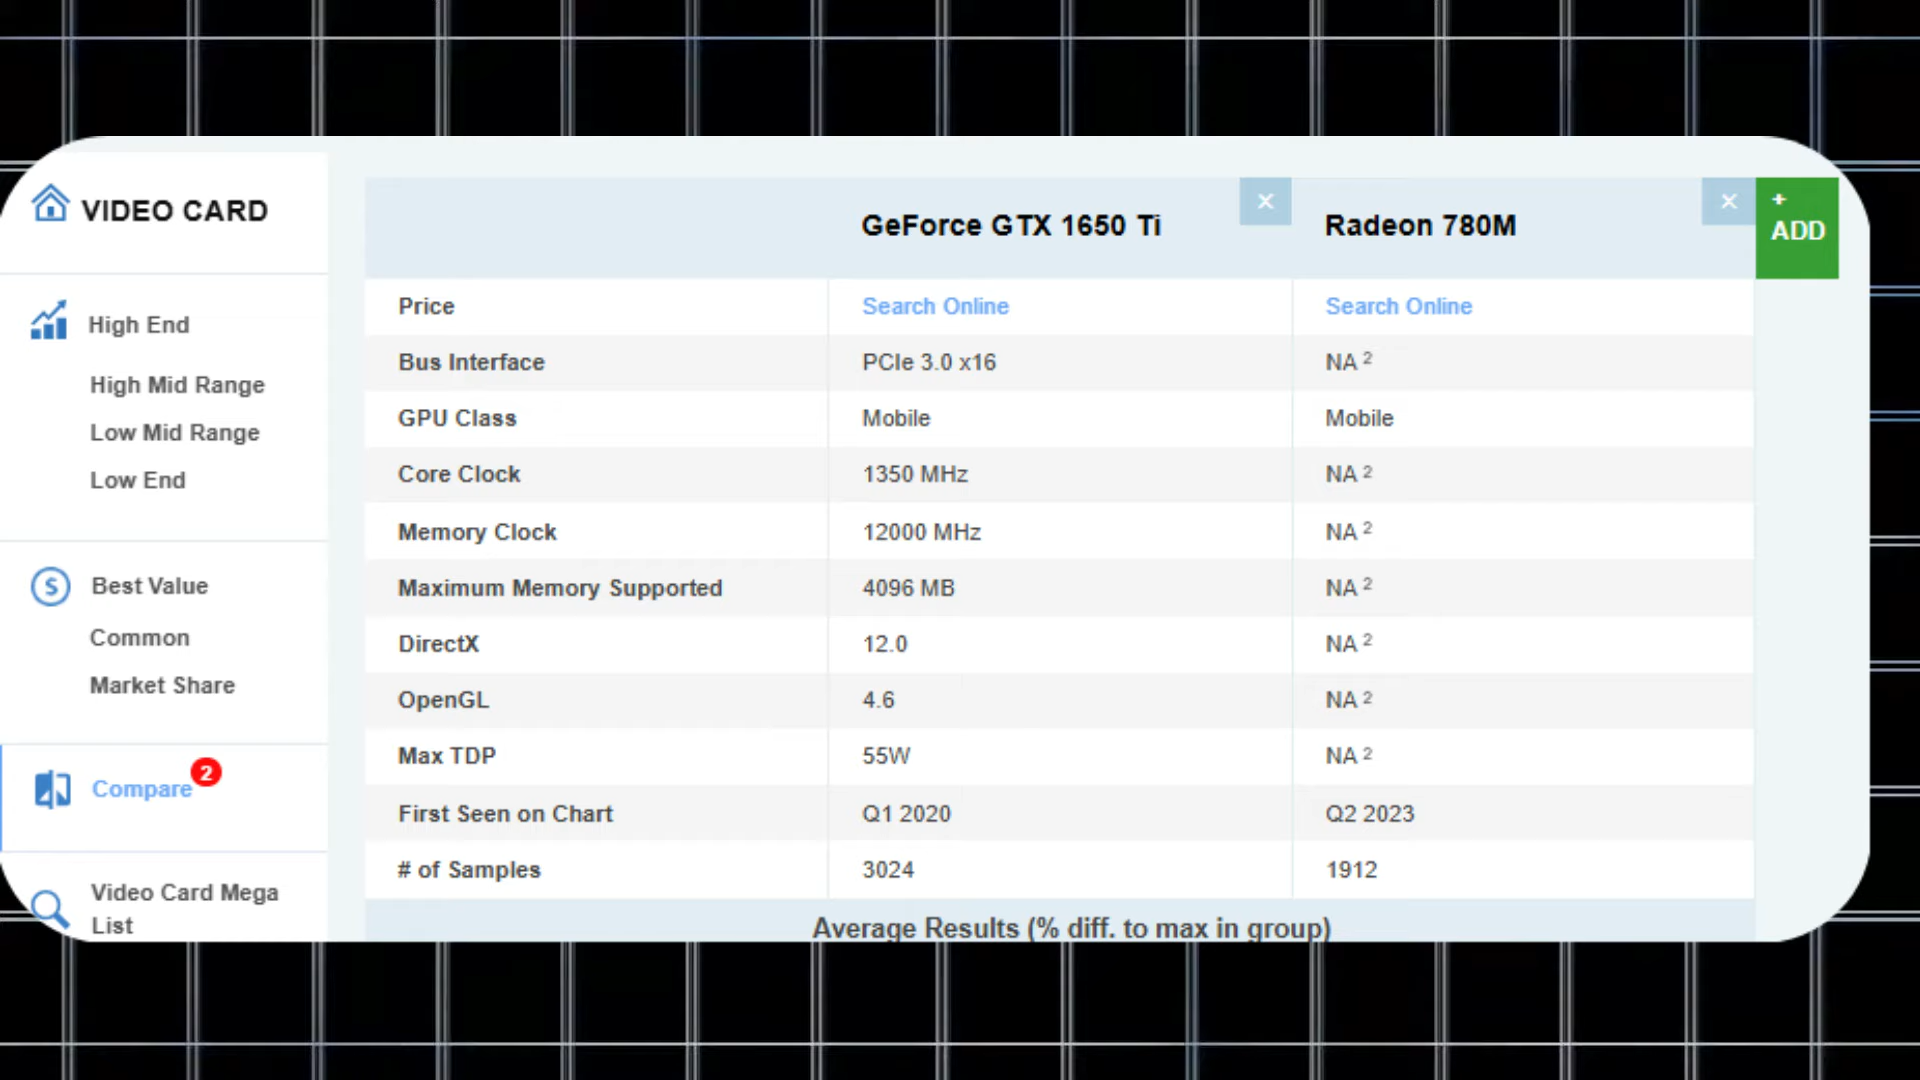 VIDEO CARD
High End
High Mid Range
Low Mid Range
Low End
Best Value
Common
Market Share
Compare 2
Video Card Mega
List
GeForce GTX 1650 Ti ×
Radeon 780M ×
+
ADD
Price Search Online Search Online
Bus Interface PCIe 3.0 x16 NA ²
GPU Class Mobile Mobile
Core Clock 1350 MHz NA ²
Memory Clock 12000 MHz NA ²
Maximum Memory Supported 4096 MB NA ²
DirectX 12.0 NA ²
OpenGL 4.6 NA ²
Max TDP 55W NA ²
First Seen on Chart Q1 2020 Q2 2023
# of Samples 3024 1912
Average Results (% diff. to max in group)